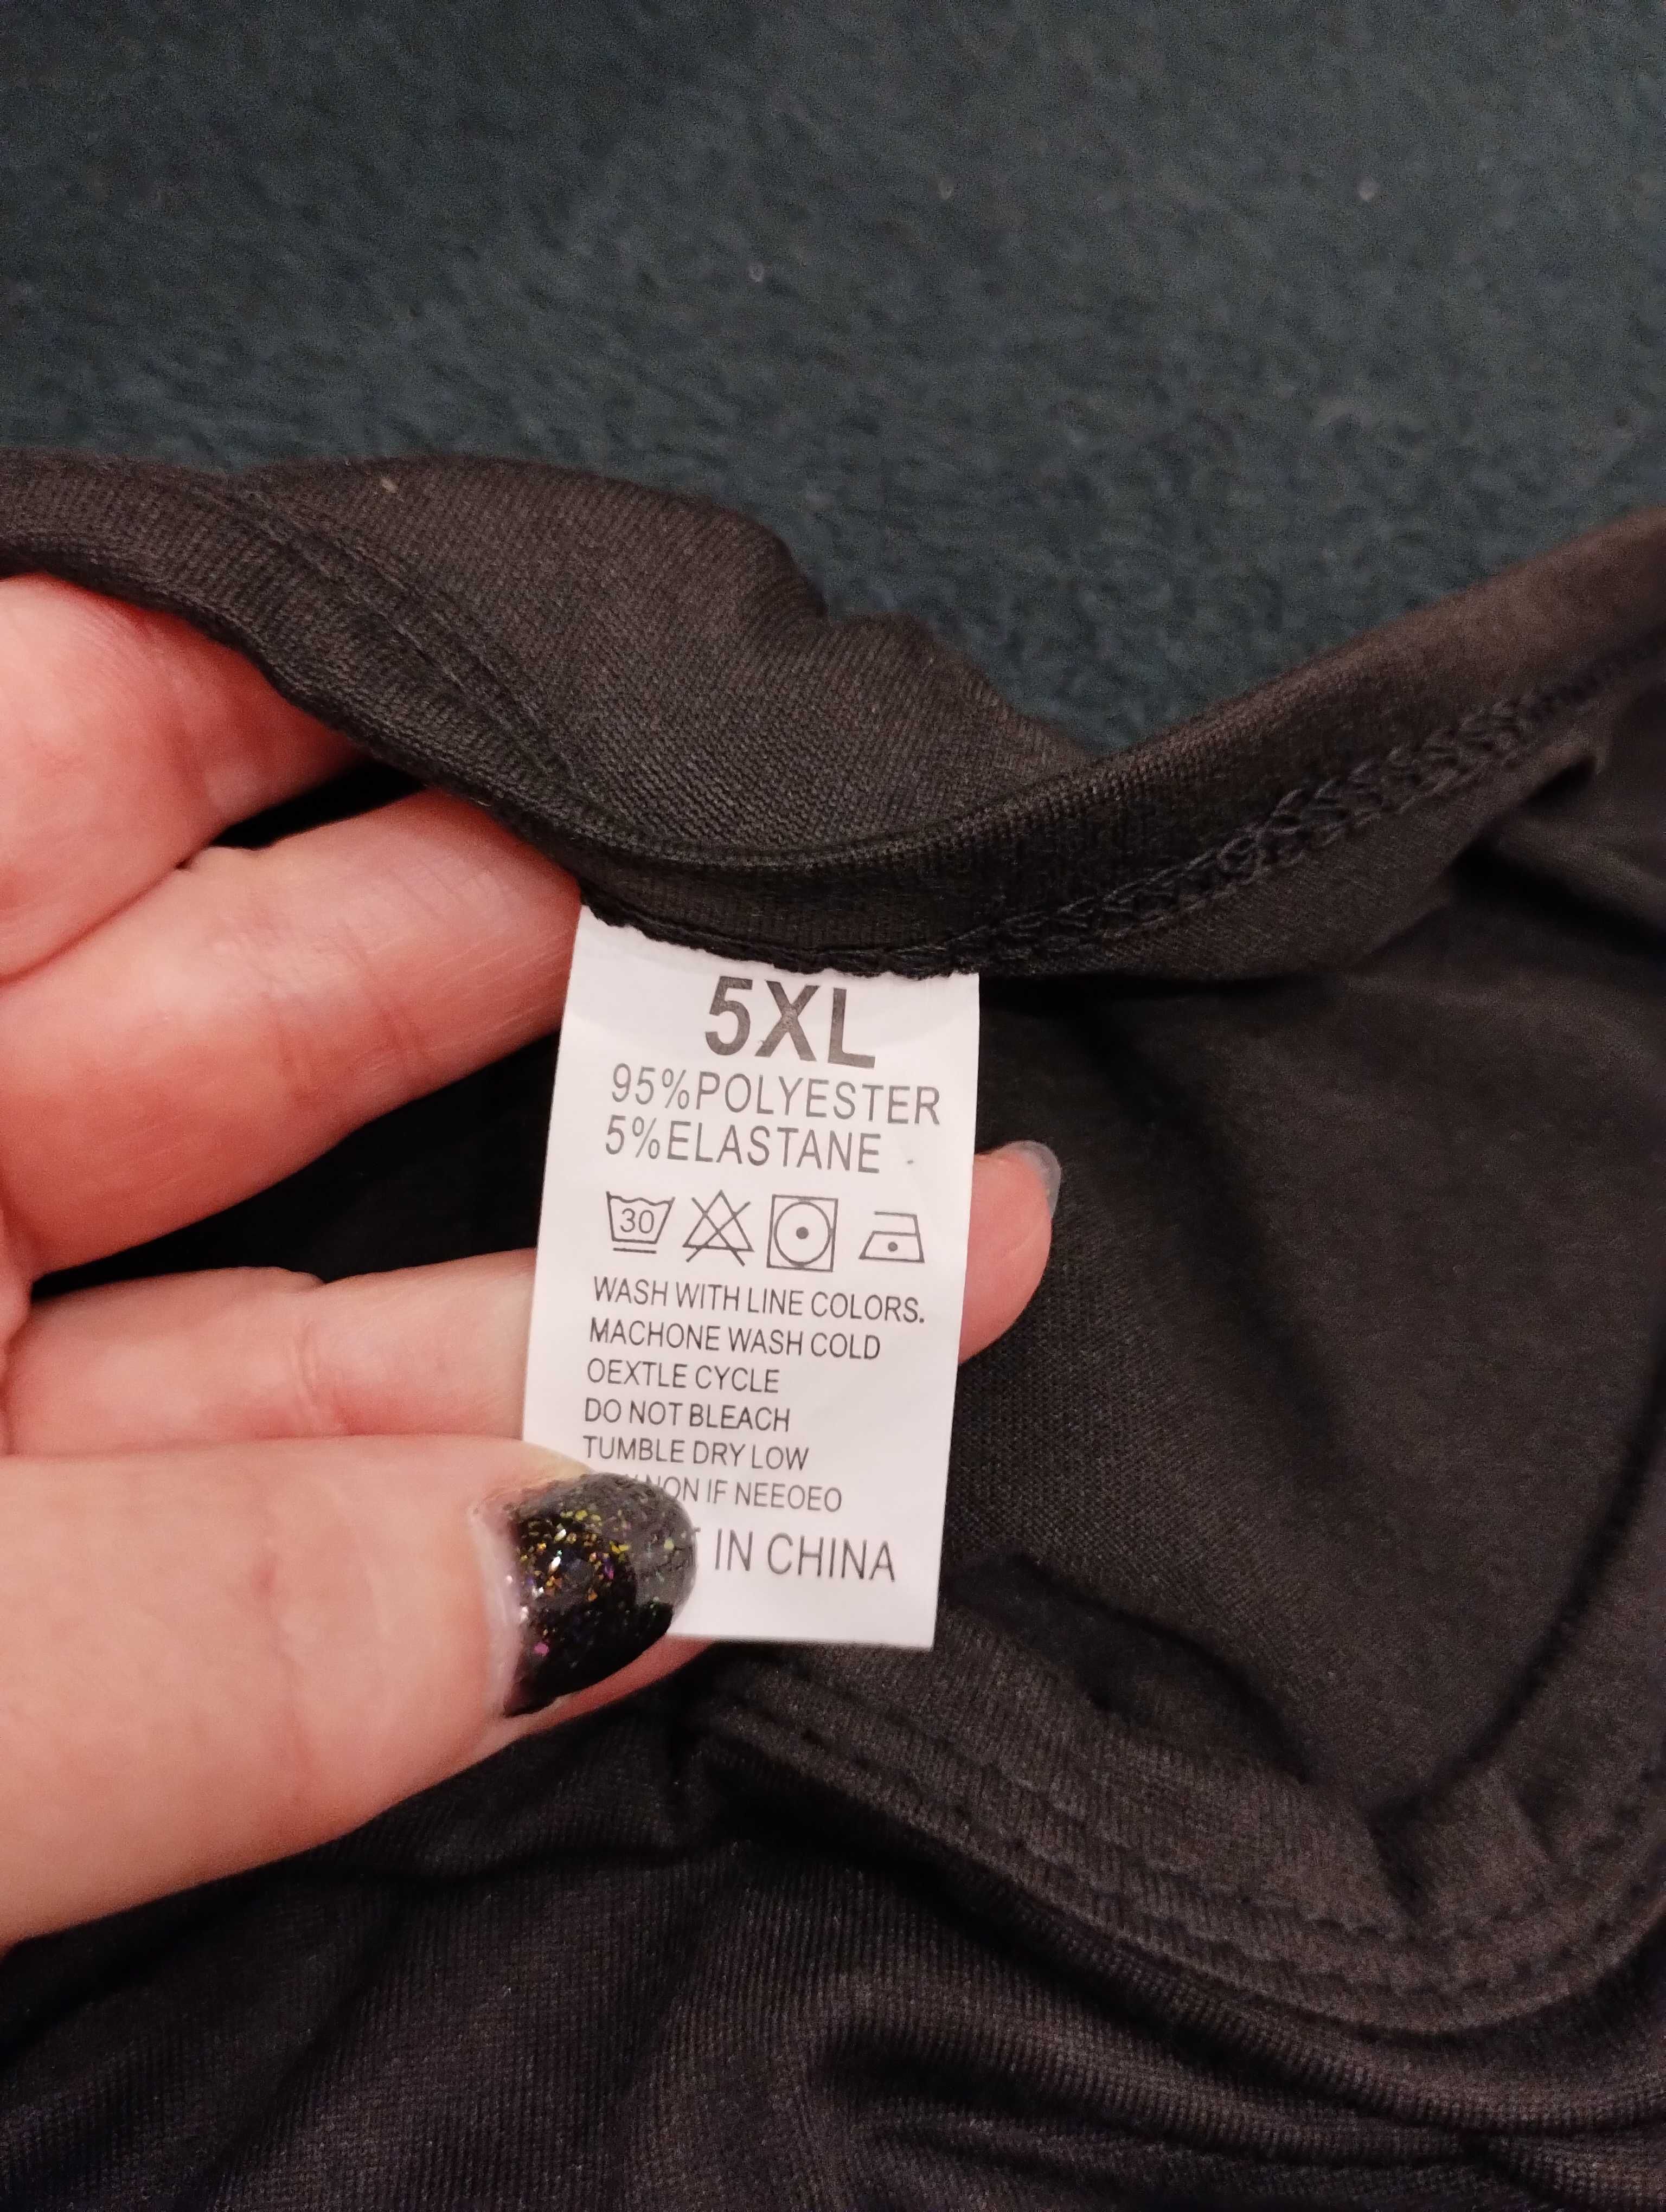 5XL
95%POLYESTER
5%ELASTANE
30
WASH WITH LINE COLORS.
MACHONE WASH COLD
OEXTLE CYCLE
DO NOT BLEACH
TUMBLE DRY LOW
IF NEEOEO
IN CHINA